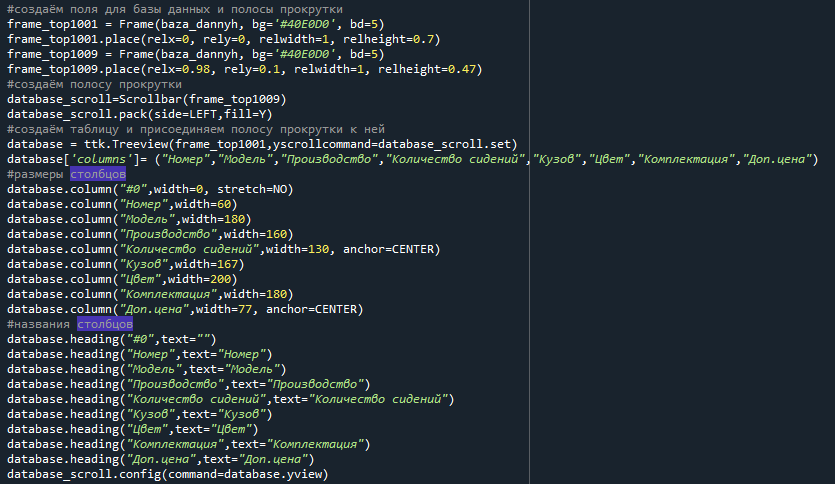 #создаём поля для базы данных и полосы прокрутки
frame_top1001 = Frame(baza_dannyh, bg='#40E0D0', bd=5)
frame_top1001.place(relx=0, rely=0, relwidth=1, relheight=0.7)
frame_top1009 = Frame(baza_dannyh, bg='#40E0D0', bd=5)
frame_top1009.place(relx=0.98, rely=0.1, relwidth=1, relheight=0.47)
#создаём полосу прокрутки
database_scroll=Scrollbar(frame_top1009)
database_scroll.pack(side=LEFT,fill=Y)
#создаём таблицу и присоединяем полосу прокрутки к ней
database = ttk.Treeview(frame_top1001,yscrollcommand=database_scroll.set)
database['columns']= ("Номер","Модель","Производство","Количество сидений","Кузов","Цвет","Комплектация","Доп.цена")
#размеры столбцов
database.column("#0",width=0, stretch=NO)
database.column("Номер",width=60)
database.column("Модель",width=180)
database.column("Производство",width=160)
database.column("Количество сидений",width=130, anchor=CENTER)
database.column("Кузов",width=167)
database.column("Цвет",width=200)
database.column("Комплектация",width=180)
database.column("Доп.цена",width=77, anchor=CENTER)
#названия столбцов
database.heading("#0",text="")
database.heading("Номер",text="Номер")
database.heading("Модель",text="Модель")
database.heading("Производство",text="Производство")
database.heading("Количество сидений",text="Количество сидений")
database.heading("Кузов",text="Кузов")
database.heading("Цвет",text="Цвет")
database.heading("Комплектация",text="Комплектация")
database.heading("Доп.цена",text="Доп.цена")
database_scroll.config(command=database.yview)